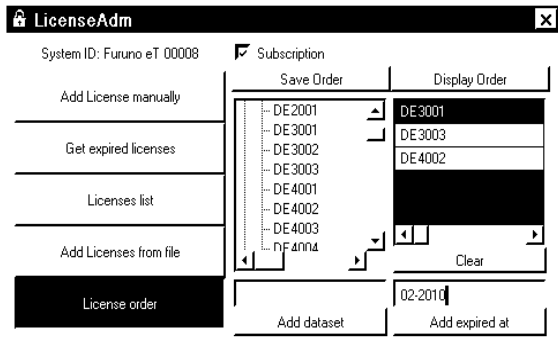 LicenseAdm
System ID: Furuno eT 00008
Subscription
Add License manually
Get expired licenses
Licenses list
Add Licenses from file
License order
Save Order
DE2001
DE3001
DE3002
DE3003
DE4001
DE4002
DE4003
DE4004
Add dataset
Display Order
DE3001
DE3003
DE4002
Clear
02-2010
Add expired at